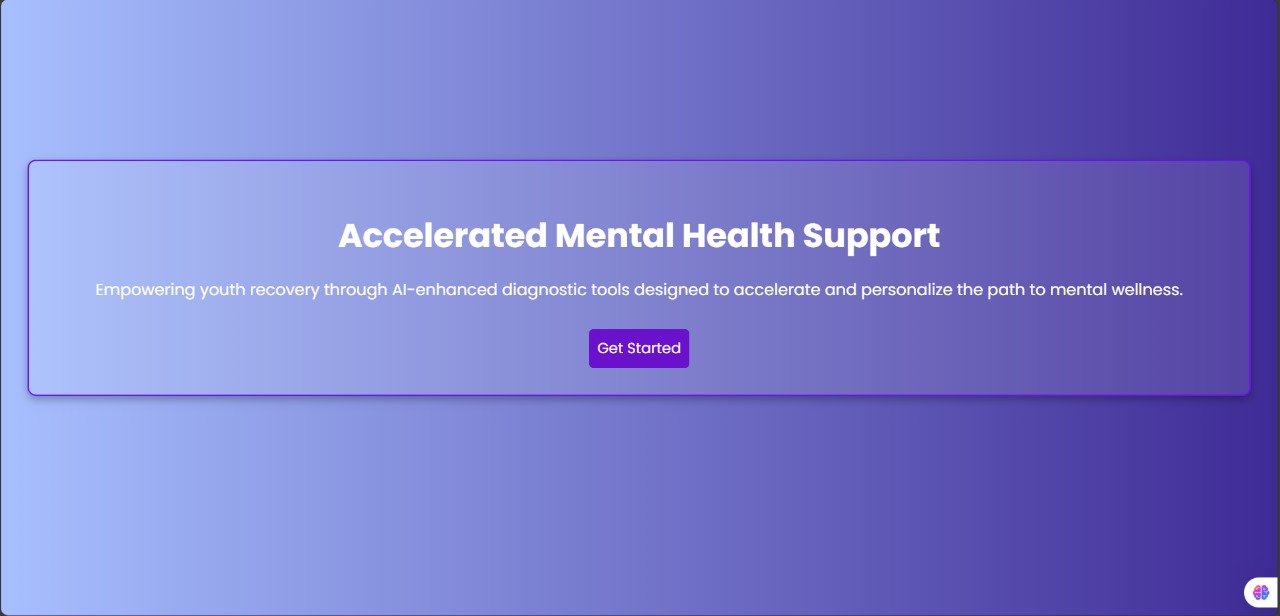 Accelerated Mental Health Support
Empowering youth recovery through AI-enhanced diagnostic tools designed to accelerate and personalize the path to mental wellness.
Get Started